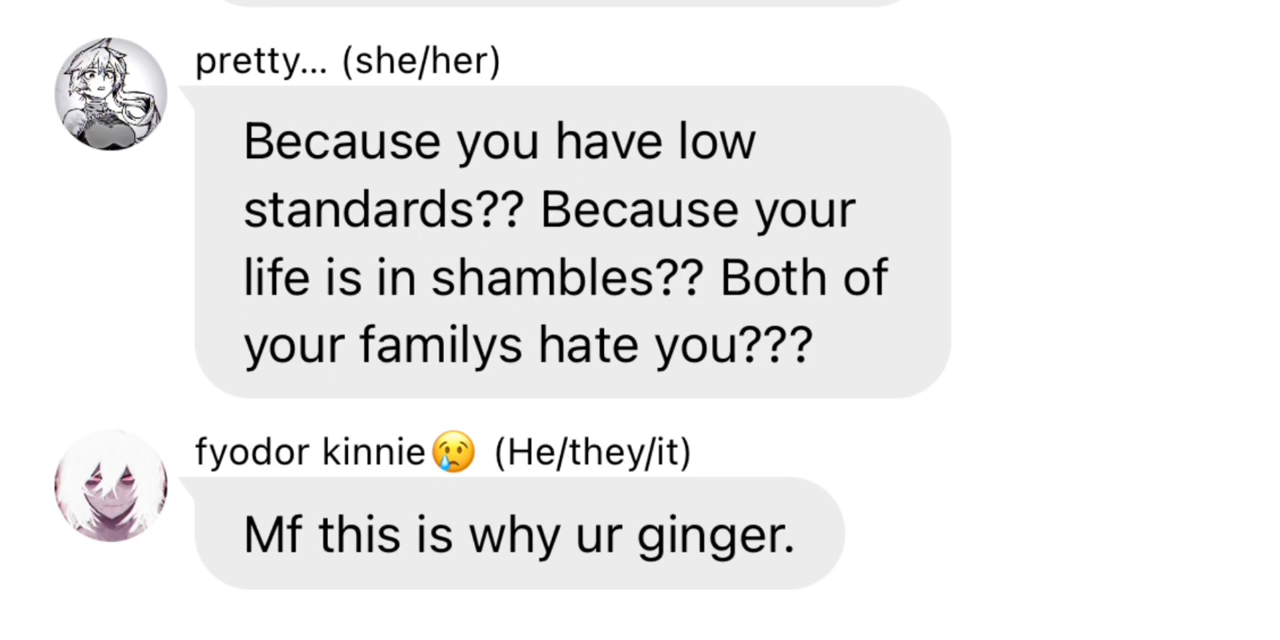 pretty... (she/her)
Because you have low
standards?? Because your
life is in shambles?? Both of
your familys hate you???
fyodor kinnie😢 (He/they/it)
Mf this is why ur ginger.